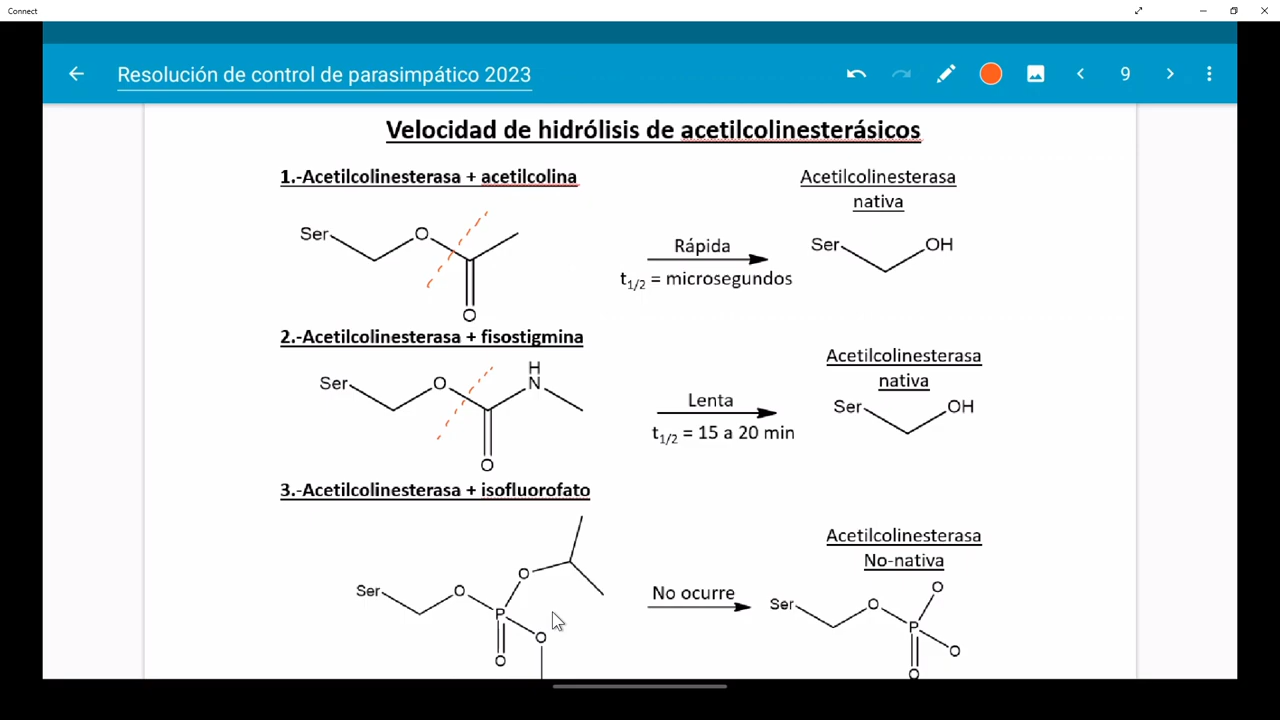 Connect
Resolución de control de parasimpático 2023
9
Velocidad de hidrólisis de acetilcolinesterásicos
1.-Acetilcolinesterasa + acetilcolina
Acetilcolinesterasa
nativa
Ser
O
O
Rápida
t1/2 = microsegundos
Ser
OH
2.-Acetilcolinesterasa + fisostigmina
Acetilcolinesterasa
nativa
Ser
O
H
N
O
Lenta
t1/2 = 15 a 20 min
Ser
OH
3.-Acetilcolinesterasa + isofluorofato
Acetilcolinesterasa
No-nativa
Ser
O
O
P
O
O
No ocurre
Ser
O
O
P
O
O